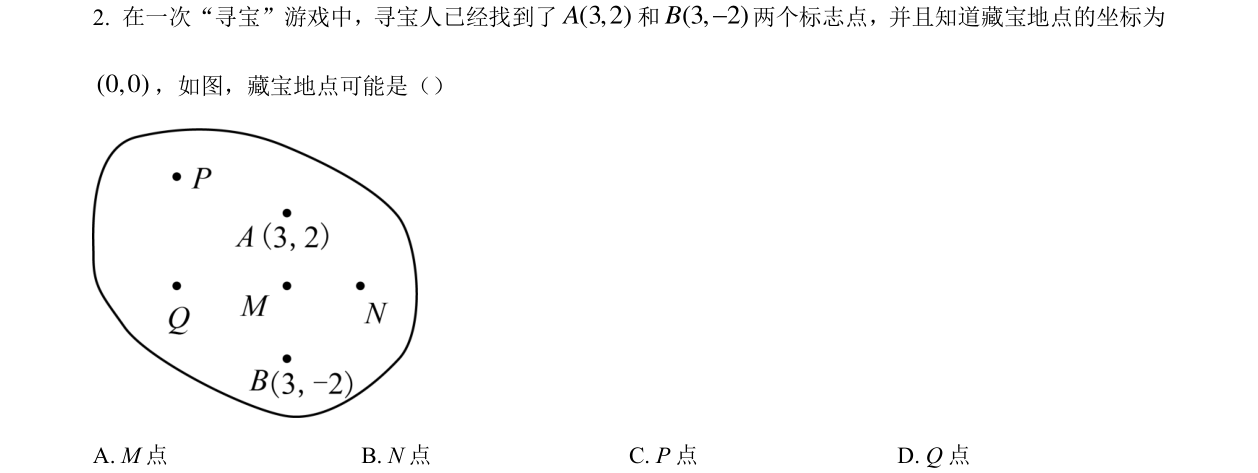 2. 在一次“寻宝”游戏中，寻宝人已经找到了 A(3,2) 和 B(3,−2) 两个标志点，并且知道藏宝地点的坐标为
(0,0)，如图，藏宝地点可能是（）
P
A (3, 2)
M
N
Q
B(3, −2)
A. M 点 B. N 点 C. P 点 D. Q 点